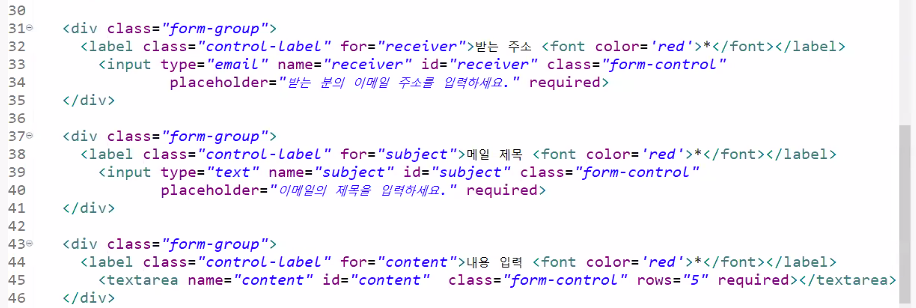 30
31 <div class="form-group">
32 <label class="control-label" for="receiver">받는 주소 <font color='red'>*</font></label>
33 <input type="email" name="receiver" id="receiver" class="form-control"
34 placeholder="받는 분의 이메일 주소를 입력하세요." required>
35 </div>
36
37 <div class="form-group">
38 <label class="control-label" for="subject">메일 제목 <font color='red'>*</font></label>
39 <input type="text" name="subject" id="subject" class="form-control"
40 placeholder="이메일의 제목을 입력하세요." required>
41 </div>
42
43 <div class="form-group">
44 <label class="control-label" for="content">내용 입력 <font color='red'>*</font></label>
45 <textarea name="content" id="content" class="form-control" rows="5" required></textarea>
46 </div>